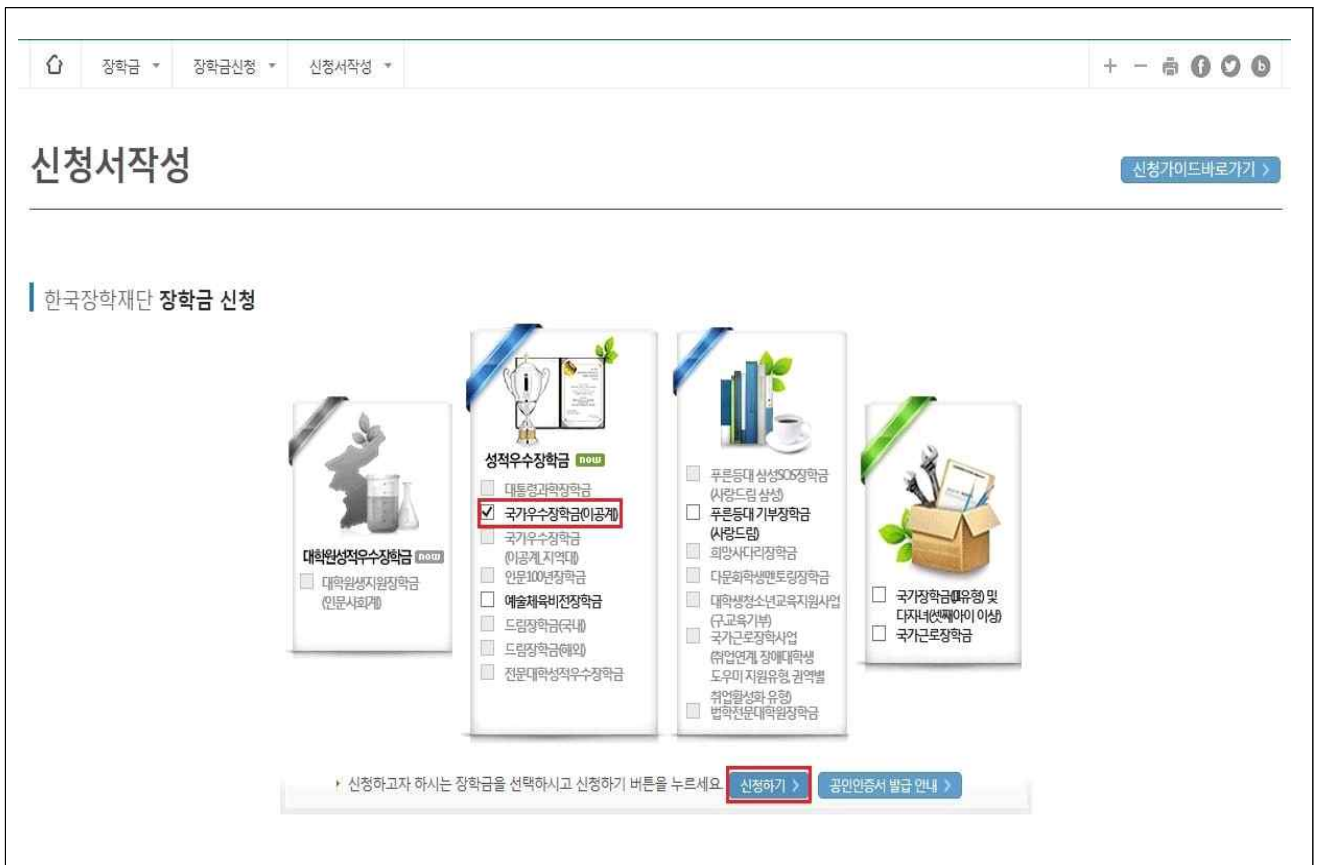 장학금
장학금신청
신청서작성
신청서작성
신청가이드바로가기
한국장학재단 장학금 신청
대학원성적우수장학금 now
대학원생지원장학금
(인문사회계)
성적우수장학금 now
대통령과학장학금
국가우수장학금(이공계)
국가우수장학금
(이공계_지역대)
인문100년장학금
예술체육비전장학금
드림장학금(국내)
드림장학금(해외)
전문대학성적우수장학금
푸른등대 삼성SOS장학금
(사랑드림 삼성)
푸른등대 기부장학금
(사랑드림)
희망사다리장학금
다문화학생멘토링장학금
대학생청소년교육지원사업
(구.교육기부)
국가근로장학사업
(취업연계, 장애대학생
도우미 지원유형, 권역별
취업활성화 유형)
법학전문대학원장학금
국가장학금(Ⅱ유형) 및
다자녀(셋째아이 이상)
국가근로장학금
신청하고자 하시는 장학금을 선택하시고 신청하기 버튼을 누르세요.
신청하기
공인인증서 발급 안내